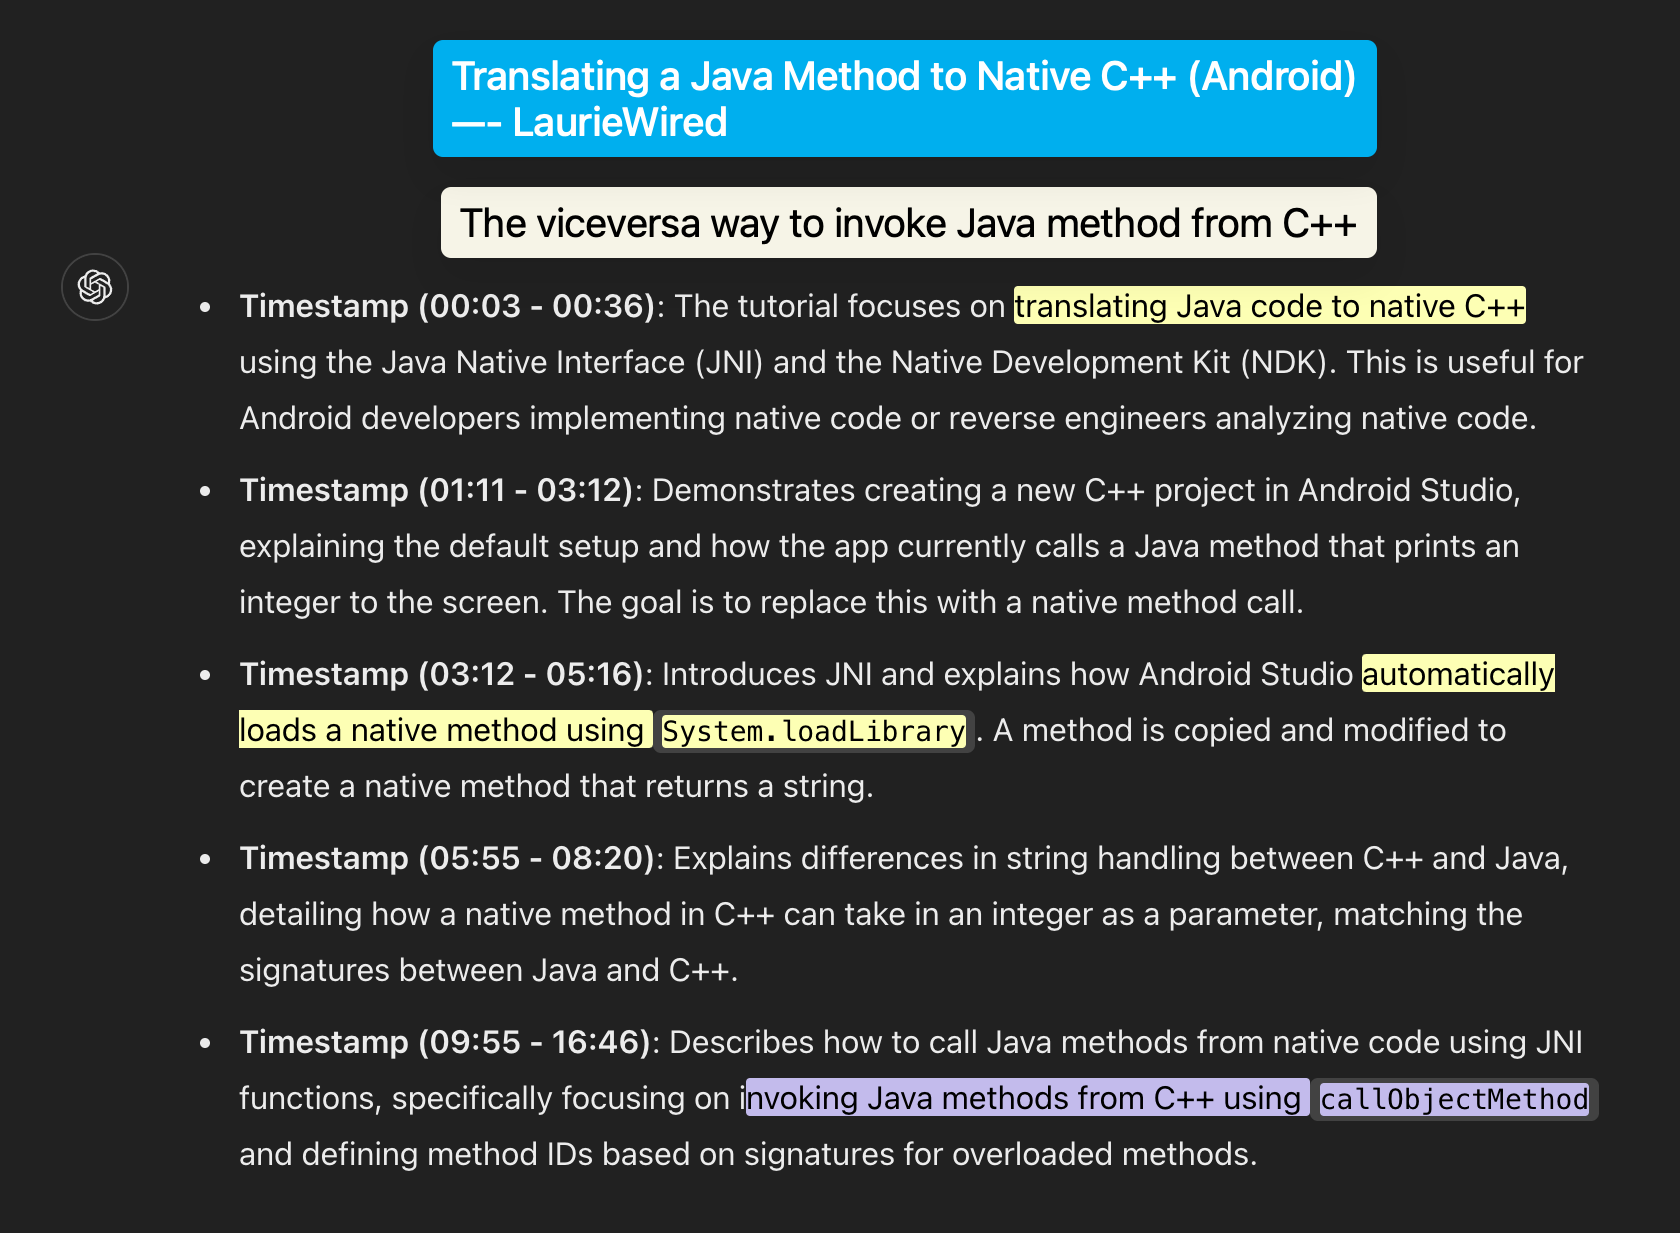 Translating a Java Method to Native C++ (Android)
—- LaurieWired
The viceversa way to invoke Java method from C++
• Timestamp (00:03 - 00:36): The tutorial focuses on translating Java code to native C++
using the Java Native Interface (JNI) and the Native Development Kit (NDK). This is useful for
Android developers implementing native code or reverse engineers analyzing native code.
• Timestamp (01:11 - 03:12): Demonstrates creating a new C++ project in Android Studio,
explaining the default setup and how the app currently calls a Java method that prints an
integer to the screen. The goal is to replace this with a native method call.
• Timestamp (03:12 - 05:16): Introduces JNI and explains how Android Studio automatically
loads a native method using System.loadLibrary. A method is copied and modified to
create a native method that returns a string.
• Timestamp (05:55 - 08:20): Explains differences in string handling between C++ and Java,
detailing how a native method in C++ can take in an integer as a parameter, matching the
signatures between Java and C++.
• Timestamp (09:55 - 16:46): Describes how to call Java methods from native code using JNI
functions, specifically focusing on invoking Java methods from C++ using callObjectMethod
and defining method IDs based on signatures for overloaded methods.